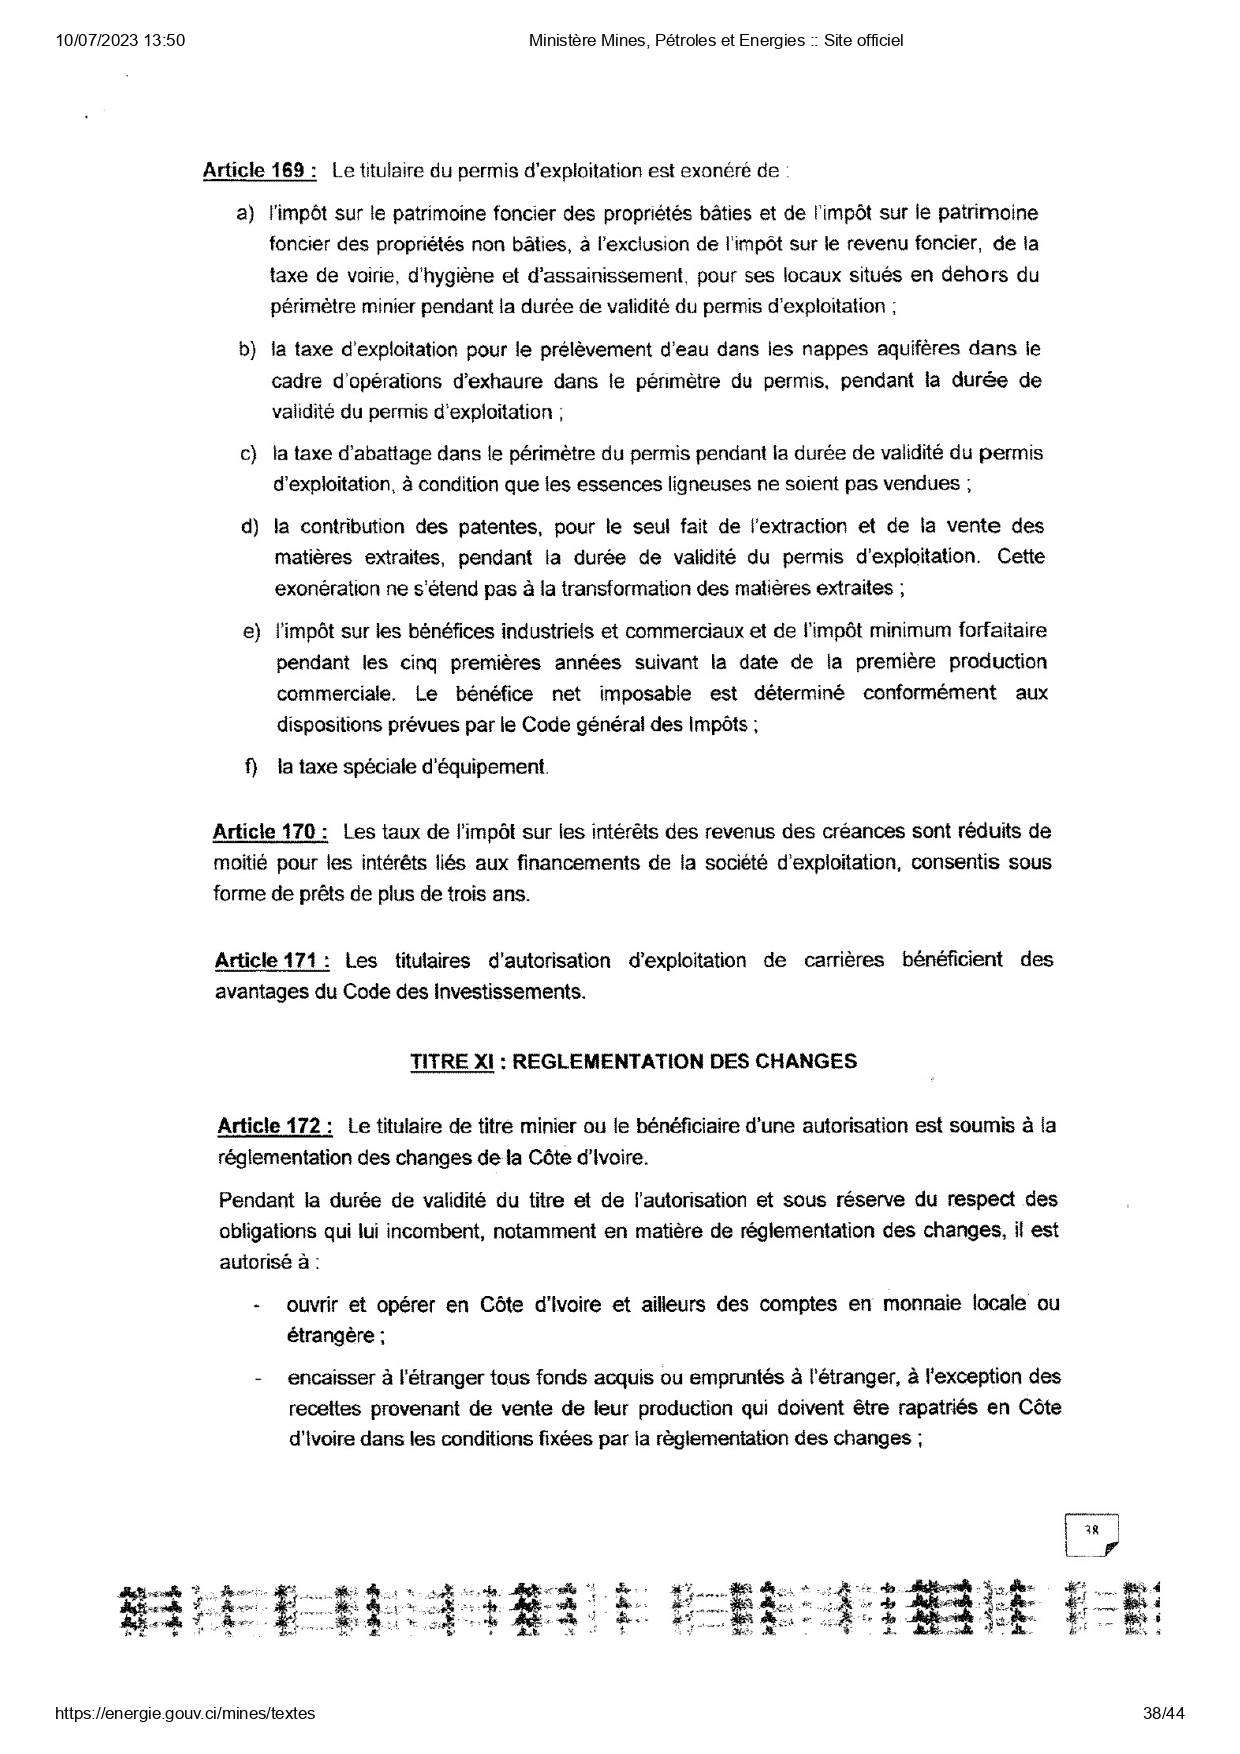 10/07/2023 13:50
Ministère Mines, Pétroles et Energies :: Site officiel
Article 169 : Le titulaire du permis d'exploitation est exonéré de :
a) l'impôt sur le patrimoine foncier des propriétés bâties et de l'impôt sur le patrimoine
foncier des propriétés non bâties, à l'exclusion de l'impôt sur le revenu foncier, de la
taxe de voirie, d'hygiène et d'assainissement, pour ses locaux situés en dehors du
périmètre minier pendant la durée de validité du permis d'exploitation ;
b) la taxe d'exploitation pour le prélèvement d'eau dans les nappes aquifères dans le
cadre d'opérations d'exhaure dans le périmètre du permis, pendant la durée de
validité du permis d'exploitation ;
c) la taxe d'abattage dans le périmètre du permis pendant la durée de validité du permis
d'exploitation, à condition que les essences ligneuses ne soient pas vendues ;
d) la contribution des patentes, pour le seul fait de l'extraction et de la vente des
matières extraites, pendant la durée de validité du permis d'exploitation. Cette
exonération ne s'étend pas à la transformation des matières extraites ;
e) l'impôt sur les bénéfices industriels et commerciaux et de l'impôt minimum forfaitaire
pendant les cinq premières années suivant la date de la première production
commerciale. Le bénéfice net imposable est déterminé conformément aux
dispositions prévues par le Code général des Impôts ;
f) la taxe spéciale d'équipement.
Article 170 : Les taux de l'impôt sur les intérêts des revenus des créances sont réduits de
moitié pour les intérêts liés aux financements de la société d'exploitation, consentis sous
forme de prêts de plus de trois ans.
Article 171 : Les titulaires d'autorisation d'exploitation de carrières bénéficient des
avantages du Code des Investissements.
TITRE XI : REGLEMENTATION DES CHANGES
Article 172 : Le titulaire de titre minier ou le bénéficiaire d'une autorisation est soumis à la
réglementation des changes de la Côte d'Ivoire.
Pendant la durée de validité du titre et de l'autorisation et sous réserve du respect des
obligations qui lui incombent, notamment en matière de réglementation des changes, il est
autorisé à :
- ouvrir et opérer en Côte d'Ivoire et ailleurs des comptes en monnaie locale ou
étrangère ;
- encaisser à l'étranger tous fonds acquis ou empruntés à l'étranger, à l'exception des
recettes provenant de vente de leur production qui doivent être rapatriés en Côte
d'Ivoire dans les conditions fixées par la règlementation des changes ;
38
https://energie.gouv.ci/mines/textes
38/44